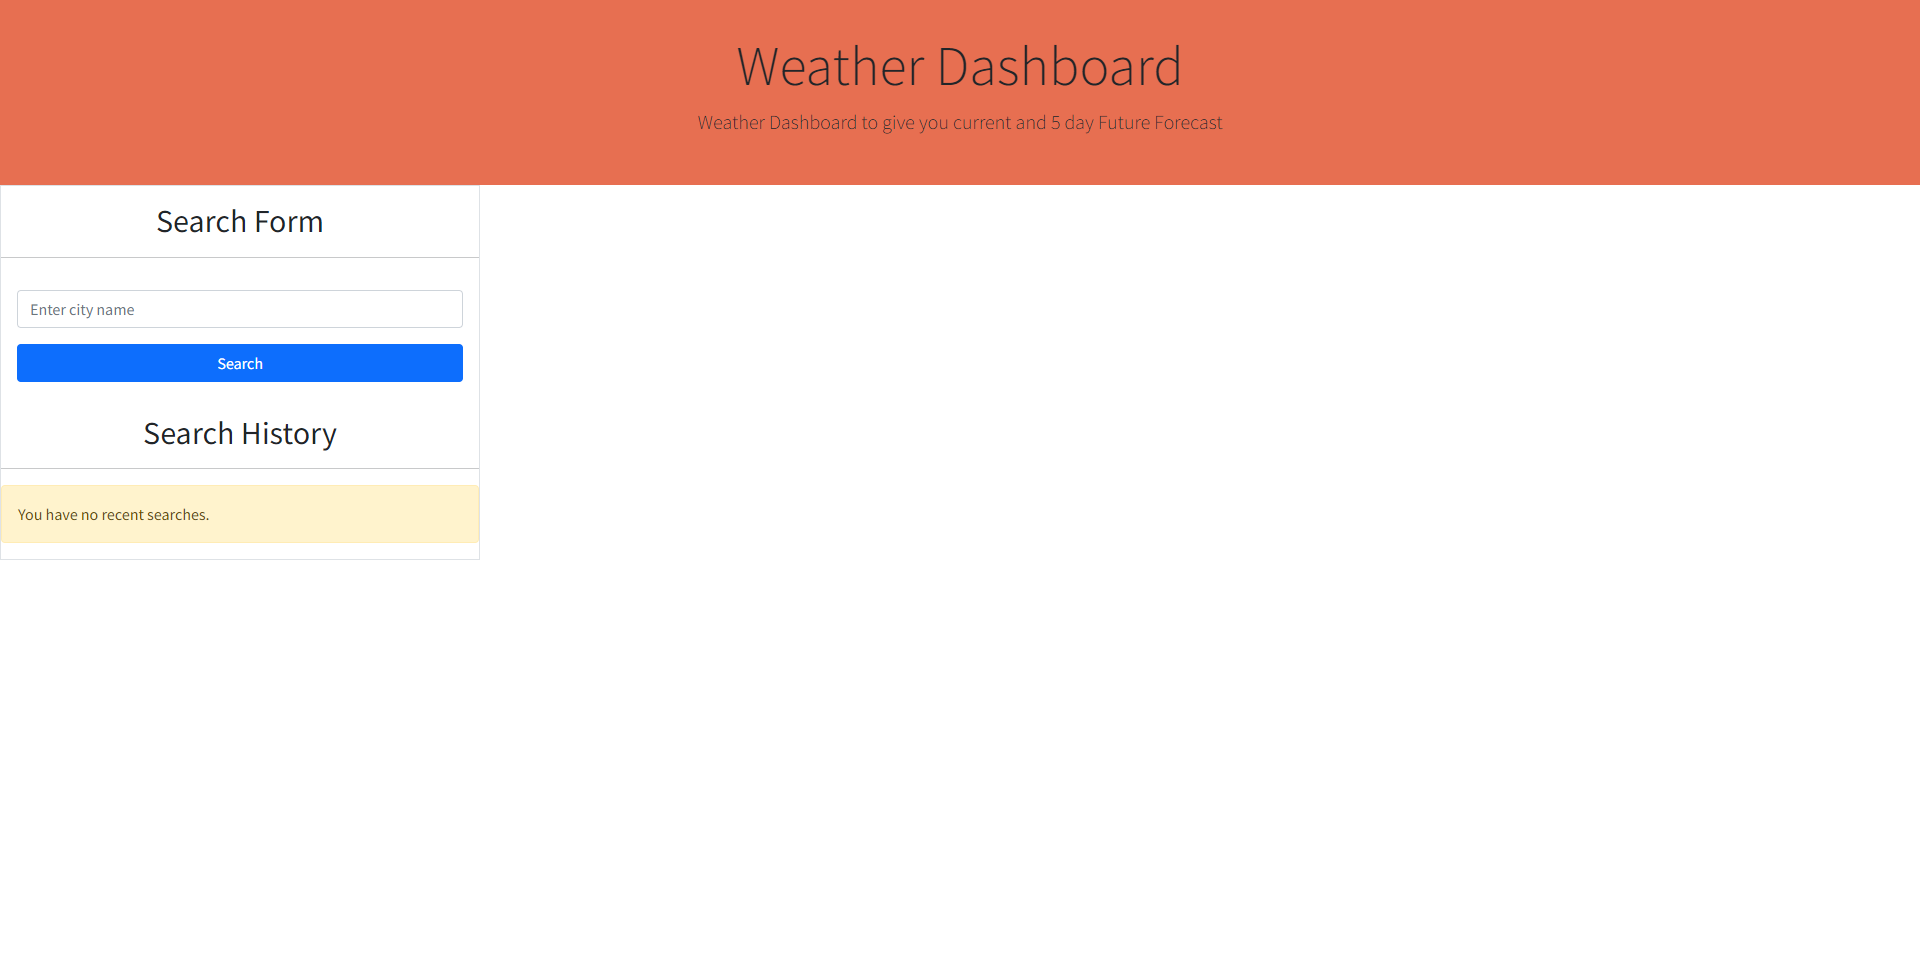 Weather Dashboard
Weather Dashboard to give you current and 5 day Future Forecast
Search Form
Enter city name
Search
Search History
You have no recent searches.